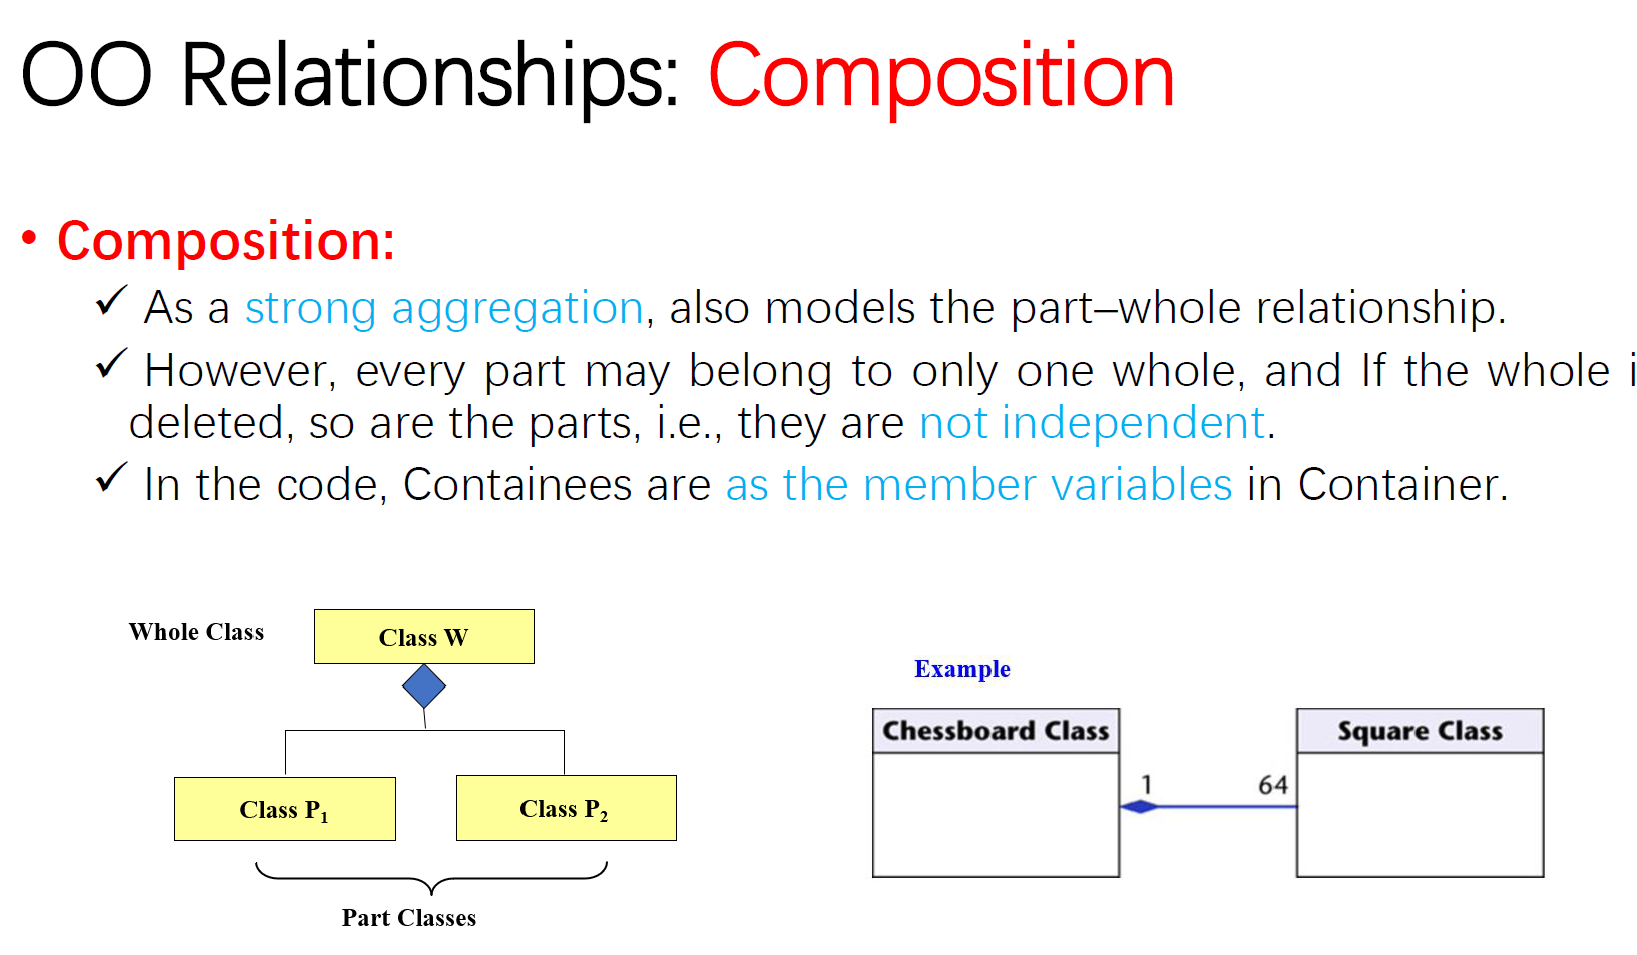 OO Relationships: Composition
• Composition:
✓ As a strong aggregation, also models the part–whole relationship.
✓ However, every part may belong to only one whole, and If the whole i
deleted, so are the parts, i.e., they are not independent.
✓ In the code, Containees are as the member variables in Container.
Whole Class
Class W
Class P₁
Class P₂
Part Classes
Example
Chessboard Class
Square Class
1
64